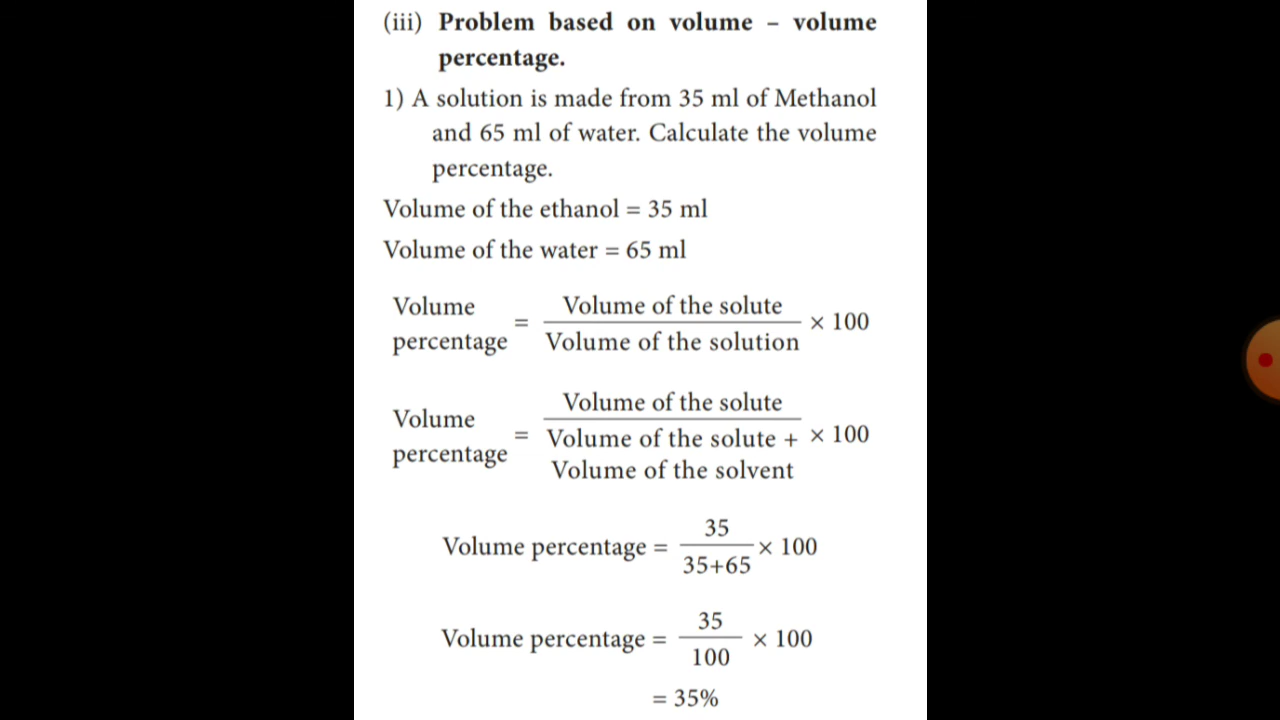 (iii) Problem based on volume – volume
percentage.
1) A solution is made from 35 ml of Methanol
and 65 ml of water. Calculate the volume
percentage.
Volume of the ethanol = 35 ml
Volume of the water = 65 ml
Volume
percentage
=
Volume of the solute
Volume of the solution
× 100
Volume
percentage
=
Volume of the solute
Volume of the solute +
Volume of the solvent
× 100
Volume percentage =
35
35+65
× 100
Volume percentage =
35
100
× 100
= 35%